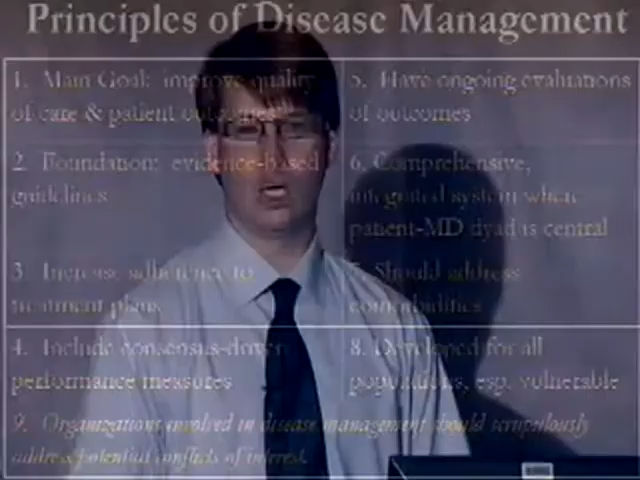 Principles of Disease Management
1. Main Goal: improve quality
of care & patient outcomes
2. Foundation: evidence-based
guidelines
3. Increase adherence to
treatment plans
4. Include consensus-driven
performance measures
5. Have ongoing evaluations
of outcomes
6. Comprehensive,
integrated system where
patient-MD dyad is central
7. Should address
comorbidities
8. Developed for all
populations, esp. vulnerable
9. Organizations involved in disease management should scrupulously
address potential conflicts of interest.